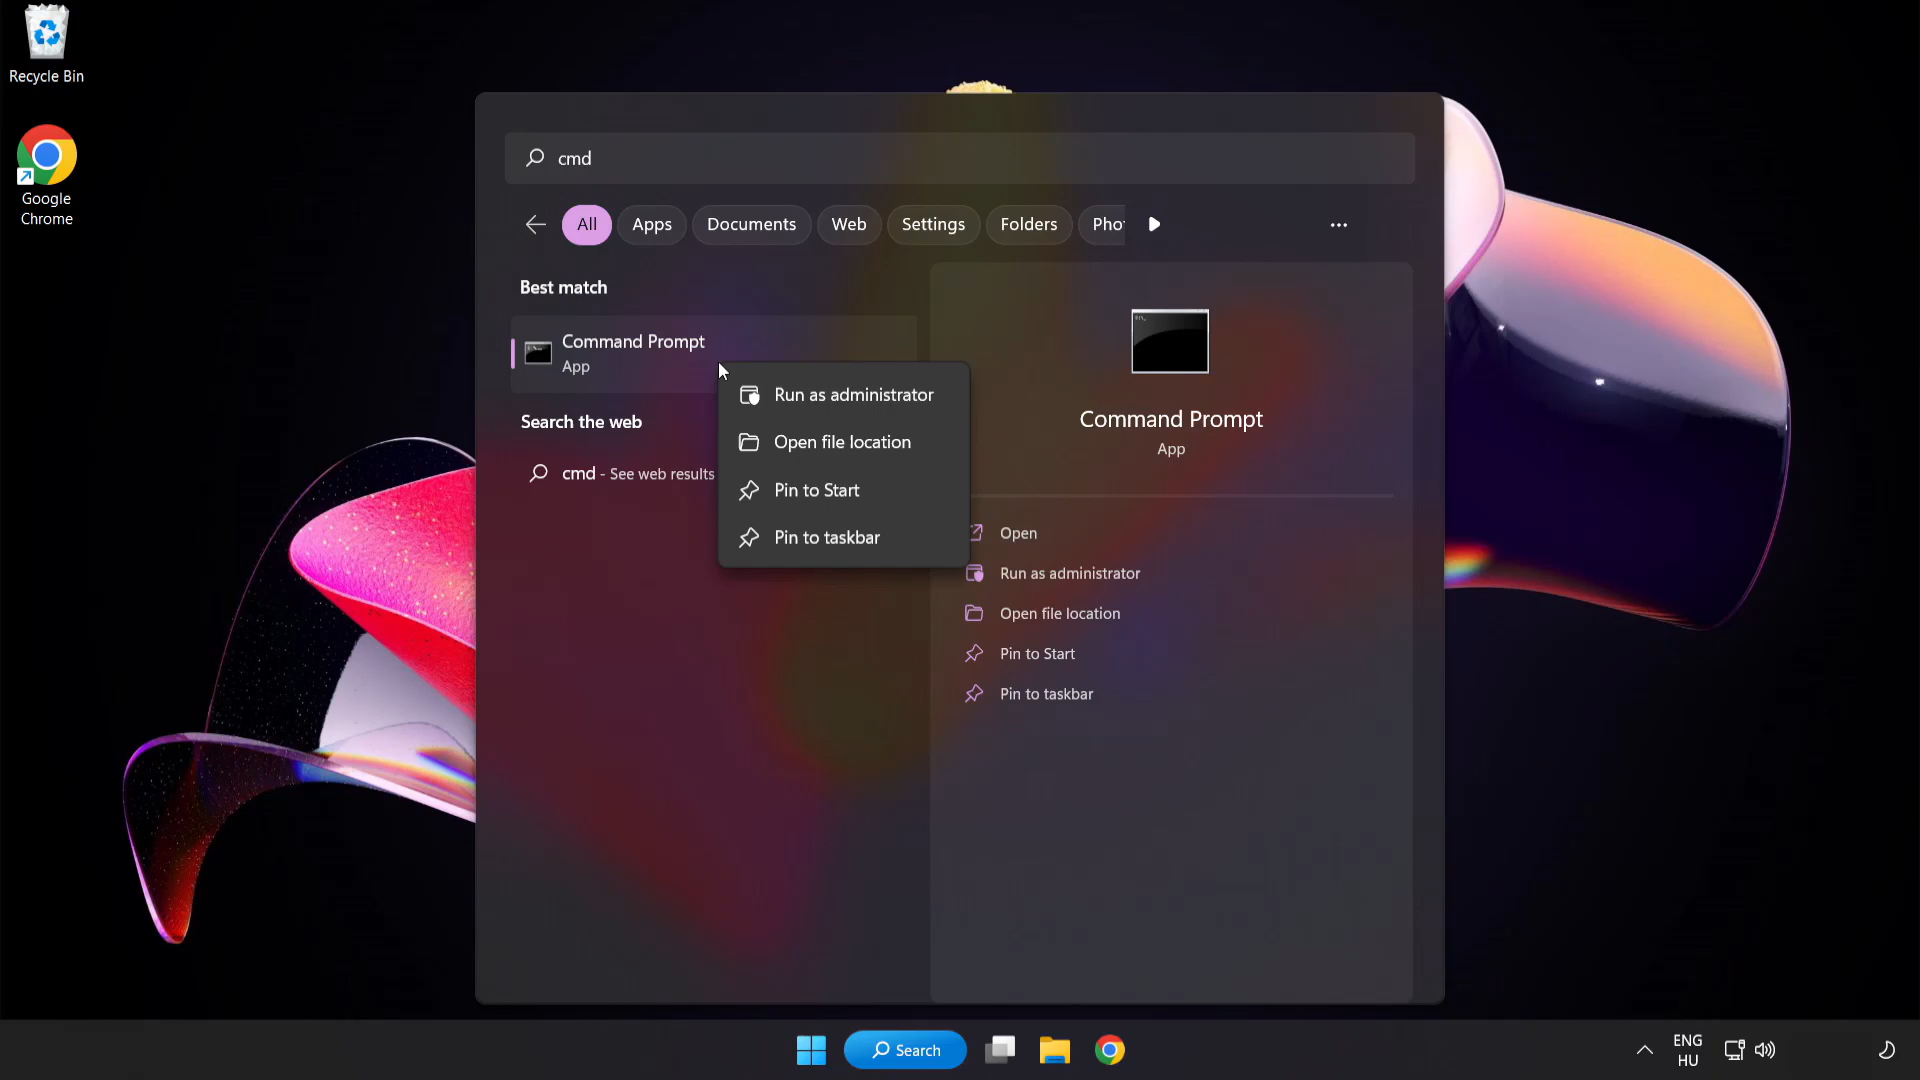 Recycle Bin
Google
Chrome
cmd
All
Apps
Documents
Web
Settings
Folders
Best match
Command Prompt
App
Search the web
cmd - See web results
Run as administrator
Open file location
Pin to Start
Pin to taskbar
Command Prompt
App
Open
Run as administrator
Open file location
Pin to Start
Pin to taskbar
Search
ENG
HU